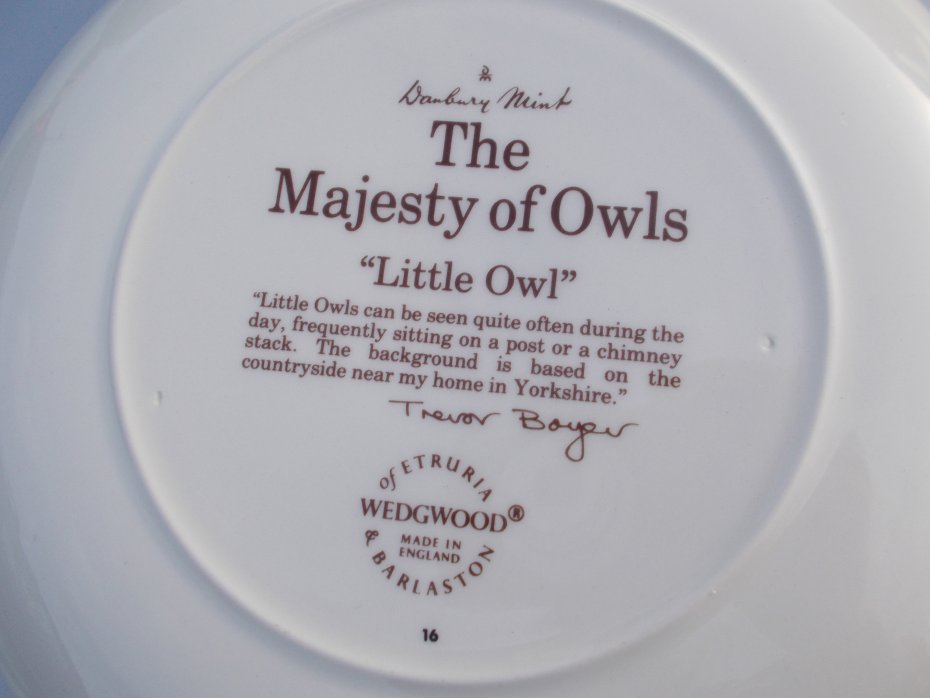 Danbury Mint
The
Majesty of Owls
“Little Owl”
“Little Owls can be seen quite often during the
day, frequently sitting on a post or a chimney
stack. The background is based on the
countryside near my home in Yorkshire.”
Trevor Boyer
of ETRURIA
WEDGWOOD®
MADE IN
ENGLAND
& BARLASTON
16